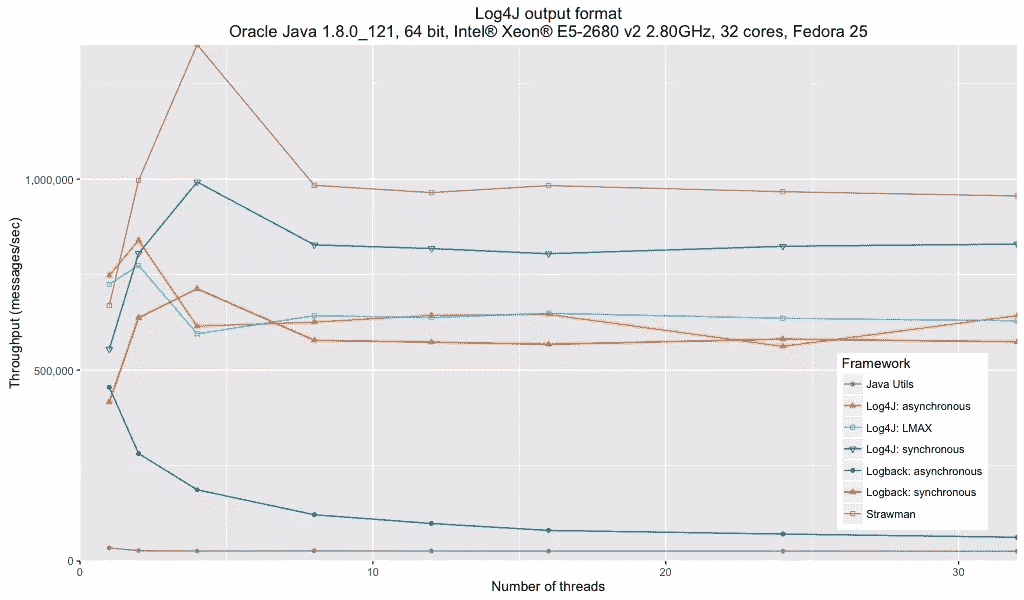 Log4J output format
Oracle Java 1.8.0_121, 64 bit, Intel® Xeon® E5-2680 v2 2.80GHz, 32 cores, Fedora 25
Throughput (messages/sec)
1,000,000
500,000
0
0 10 20 30
Number of threads
Framework
Java Utils
Log4J: asynchronous
Log4J: LMAX
Log4J: synchronous
Logback: asynchronous
Logback: synchronous
Strawman